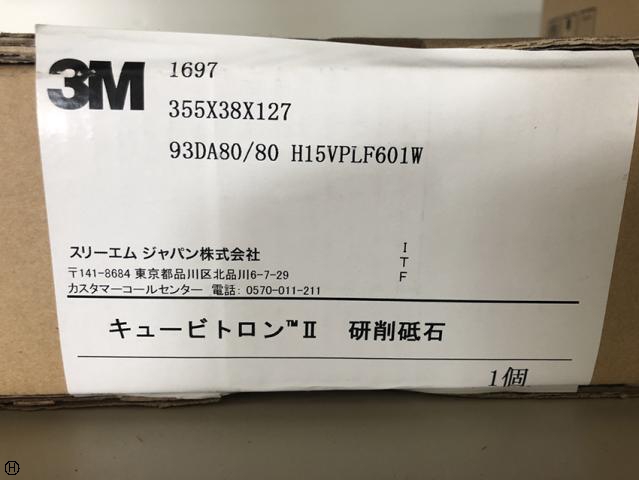 3M
1697
355X38X127
93DA80/80 H15VPLF601W
スリーエム ジャパン株式会社
〒141-8684 東京都品川区北品川6-7-29
カスタマーコールセンター 電話: 0570-011-211
I
T
F
キュービトロン™II 研削砥石
1個
H